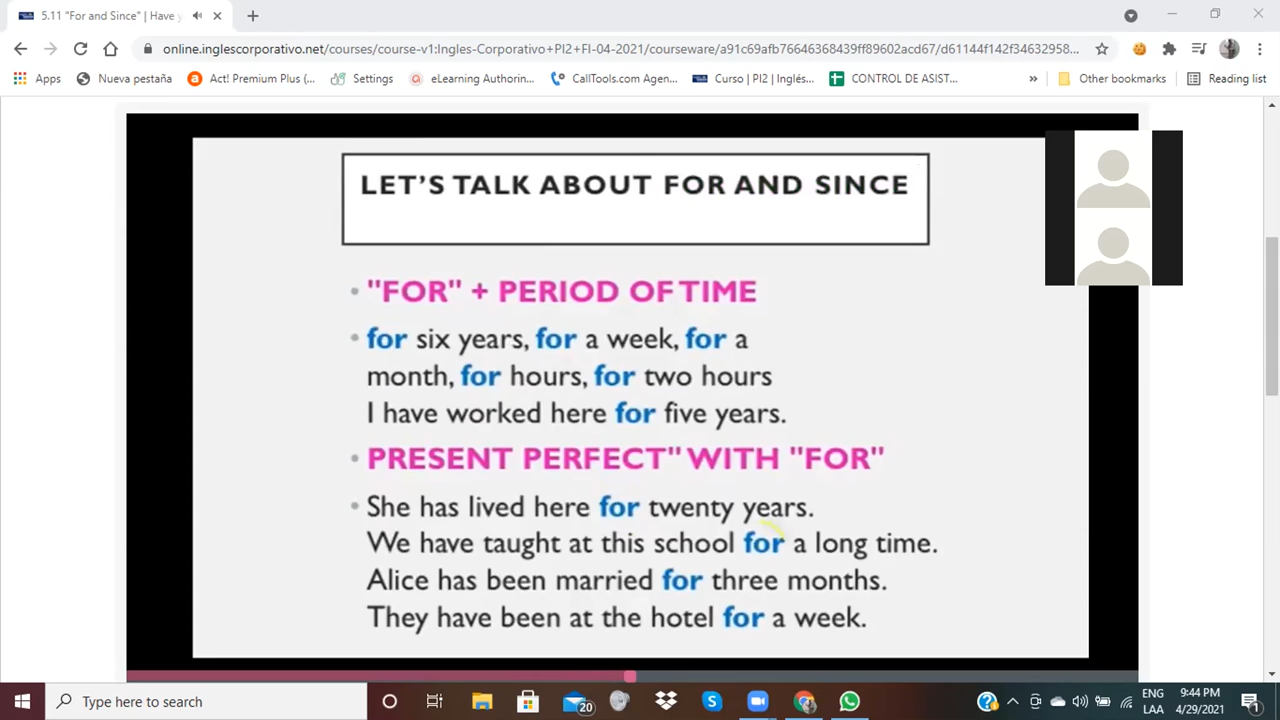 5.11 "For and Since" | Have y
online.inglescorporativo.net/courses/course-v1:Ingles-Corporativo+PI2+FI-04-2021/courseware/a91c69afb76646368439ff89602acd67/d61144f142f34632958...
Apps Nueva pestaña Act! Premium Plus (... Settings eLearning Authorin... CallTools.com Agen... Curso | PI2 | Inglés... CONTROL DE ASIST... » Other bookmarks Reading list
LET'S TALK ABOUT FOR AND SINCE
• "FOR" + PERIOD OF TIME
• for six years, for a week, for a
month, for hours, for two hours
I have worked here for five years.
• PRESENT PERFECT" WITH "FOR"
• She has lived here for twenty years.
We have taught at this school for a long time.
Alice has been married for three months.
They have been at the hotel for a week.
Type here to search
20
ENG
LAA
9:44 PM
4/29/2021
1